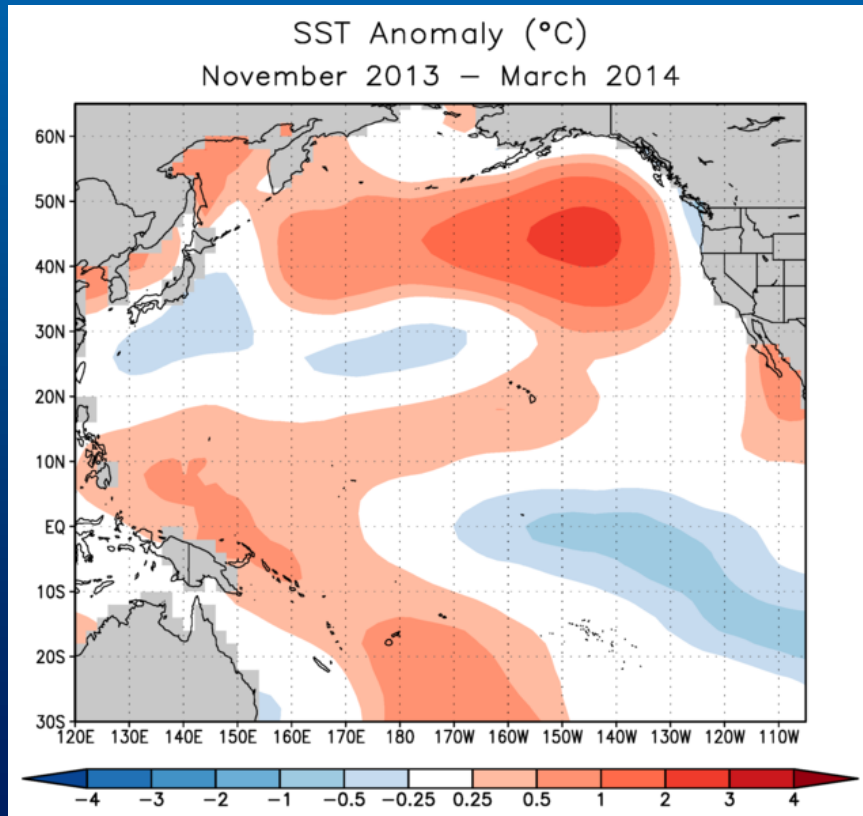 SST Anomaly (°C)
November 2013 – March 2014
60N
50N
40N
30N
20N
10N
EQ
10S
20S
30S
120E 130E 140E 150E 160E 170E 180 170W 160W 150W 140W 130W 120W 110W
−4 −3 −2 −1 −0.5 −0.25 0.25 0.5 1 2 3 4